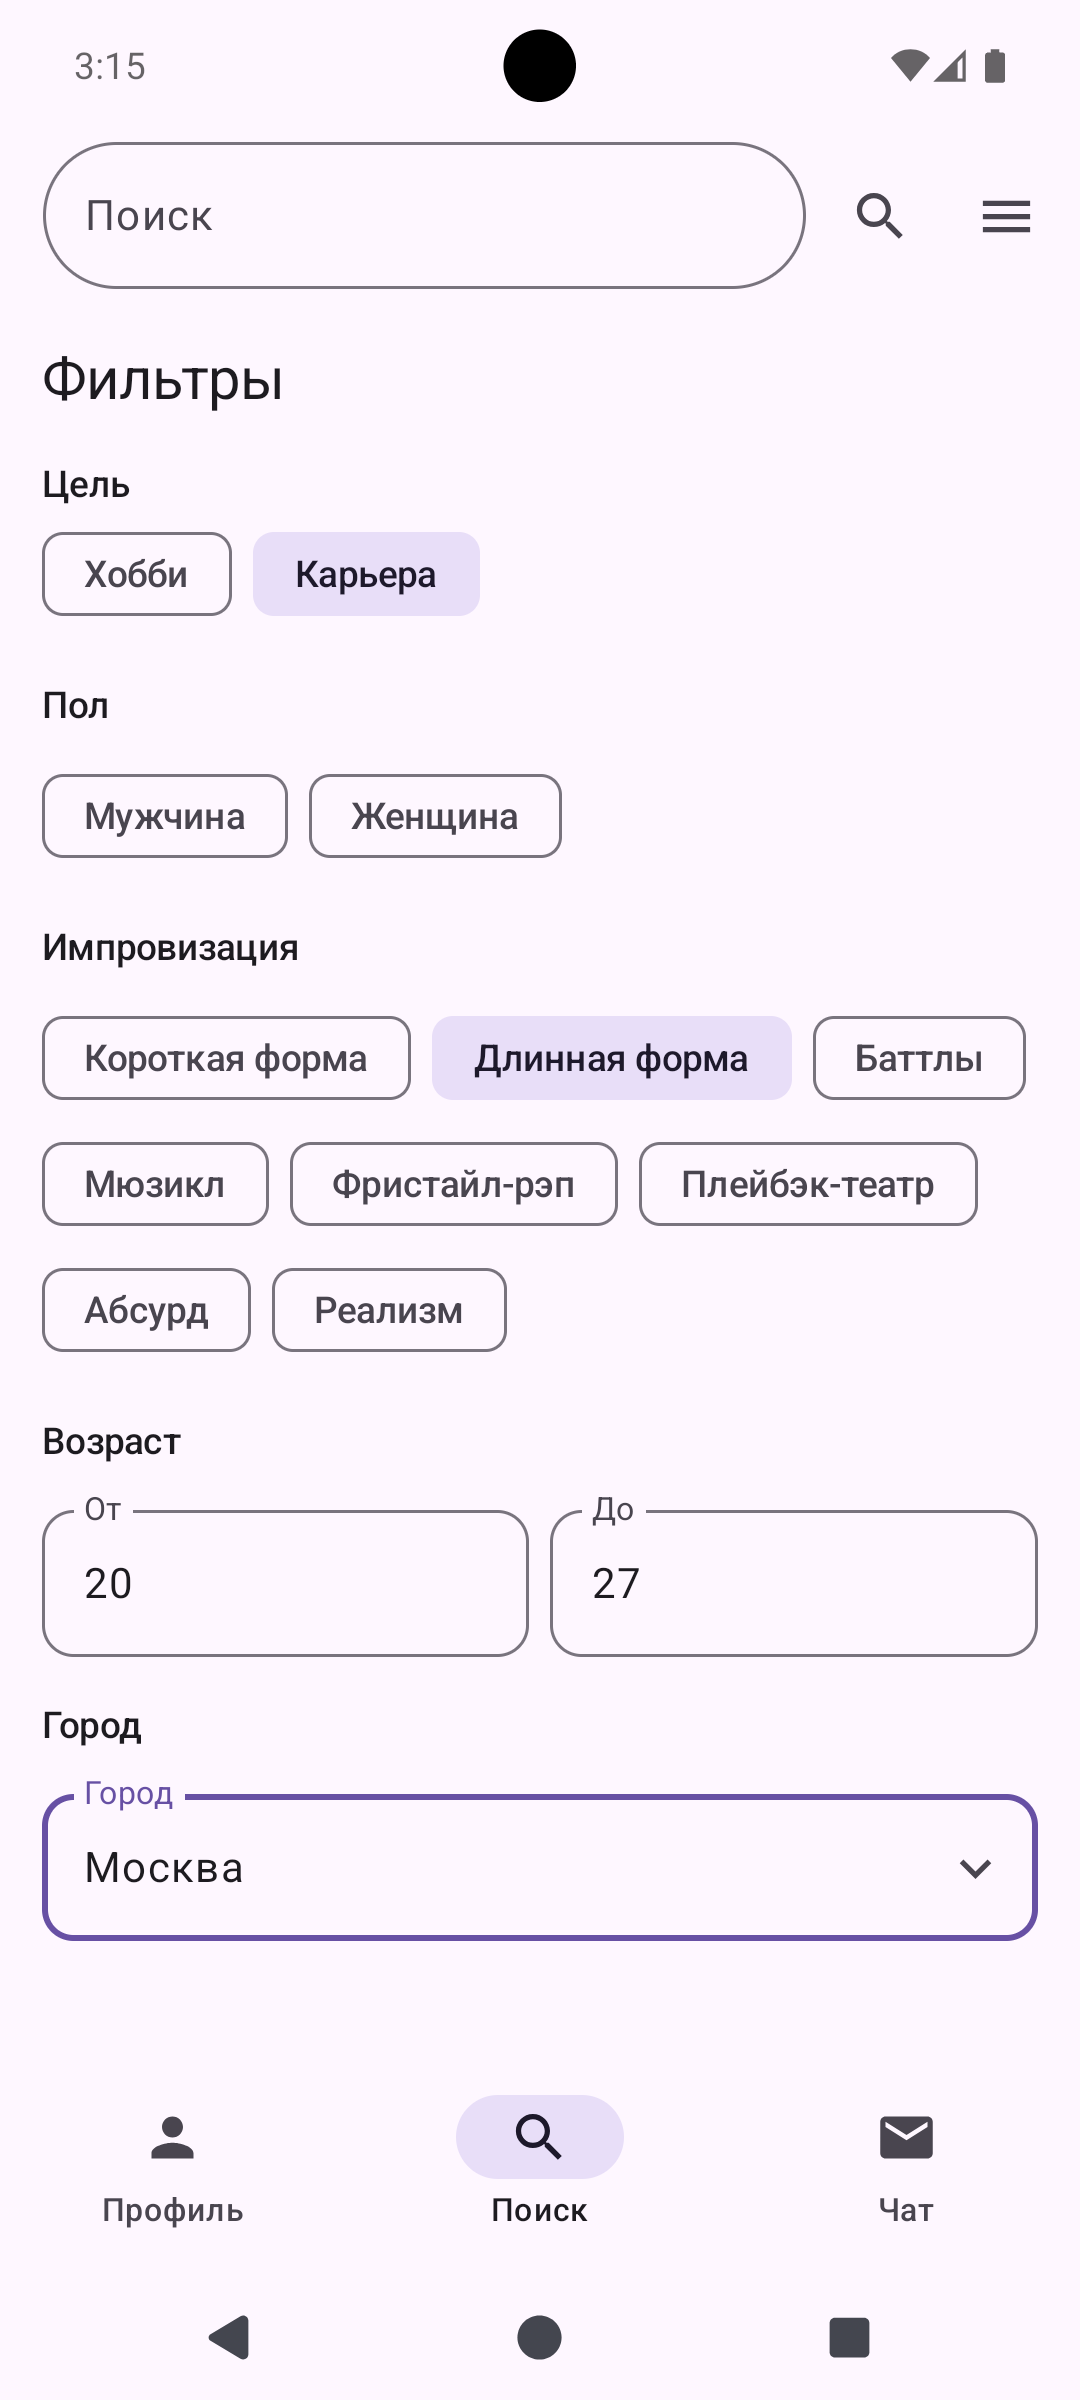 3:15
Поиск
Фильтры
Цель
Хобби Карьера
Пол
Мужчина Женщина
Импровизация
Короткая форма Длинная форма Баттлы
Мюзикл Фристайл-рэп Плейбэк-театр
Абсурд Реализм
Возраст
От До
20 27
Город
Город
Москва
Профиль Поиск Чат